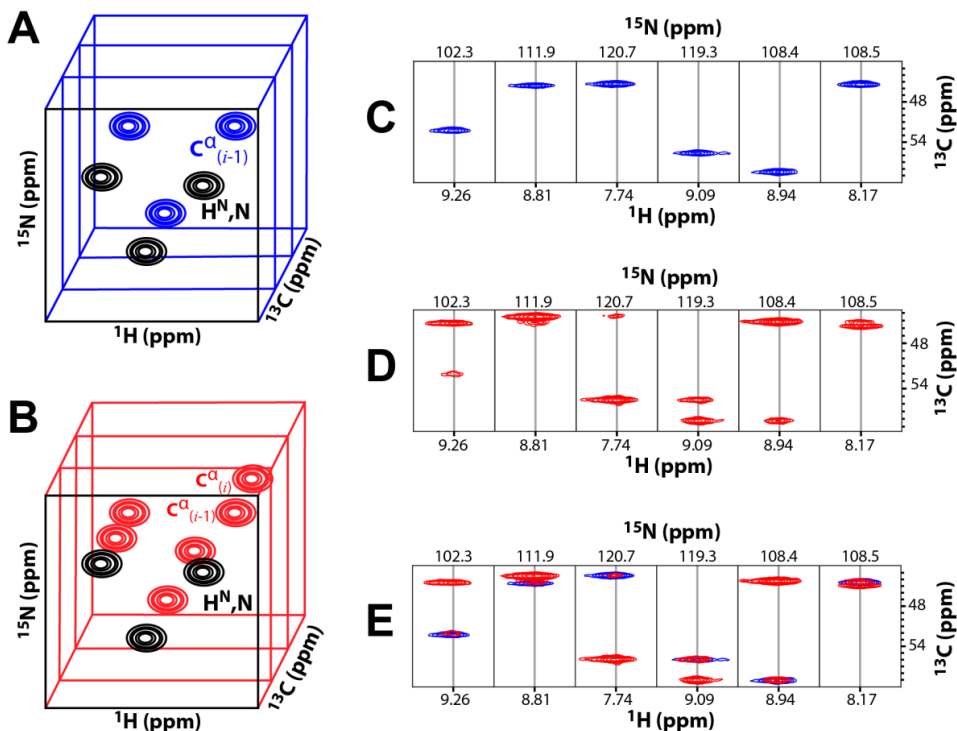 A
¹⁵N (ppm)
Cᵅ(i-1)
Hᴺ,N
¹³C (ppm)
¹H (ppm)
B
¹⁵N (ppm)
Cᵅ(i)
Cᵅ(i-1)
Hᴺ,N
¹³C (ppm)
¹H (ppm)
C
¹⁵N (ppm)
102.3 111.9 120.7 119.3 108.4 108.5
48
54
¹³C (ppm)
9.26 8.81 7.74 9.09 8.94 8.17
¹H (ppm)
D
¹⁵N (ppm)
102.3 111.9 120.7 119.3 108.4 108.5
48
54
¹³C (ppm)
9.26 8.81 7.74 9.09 8.94 8.17
¹H (ppm)
E
¹⁵N (ppm)
102.3 111.9 120.7 119.3 108.4 108.5
48
54
¹³C (ppm)
9.26 8.81 7.74 9.09 8.94 8.17
¹H (ppm)